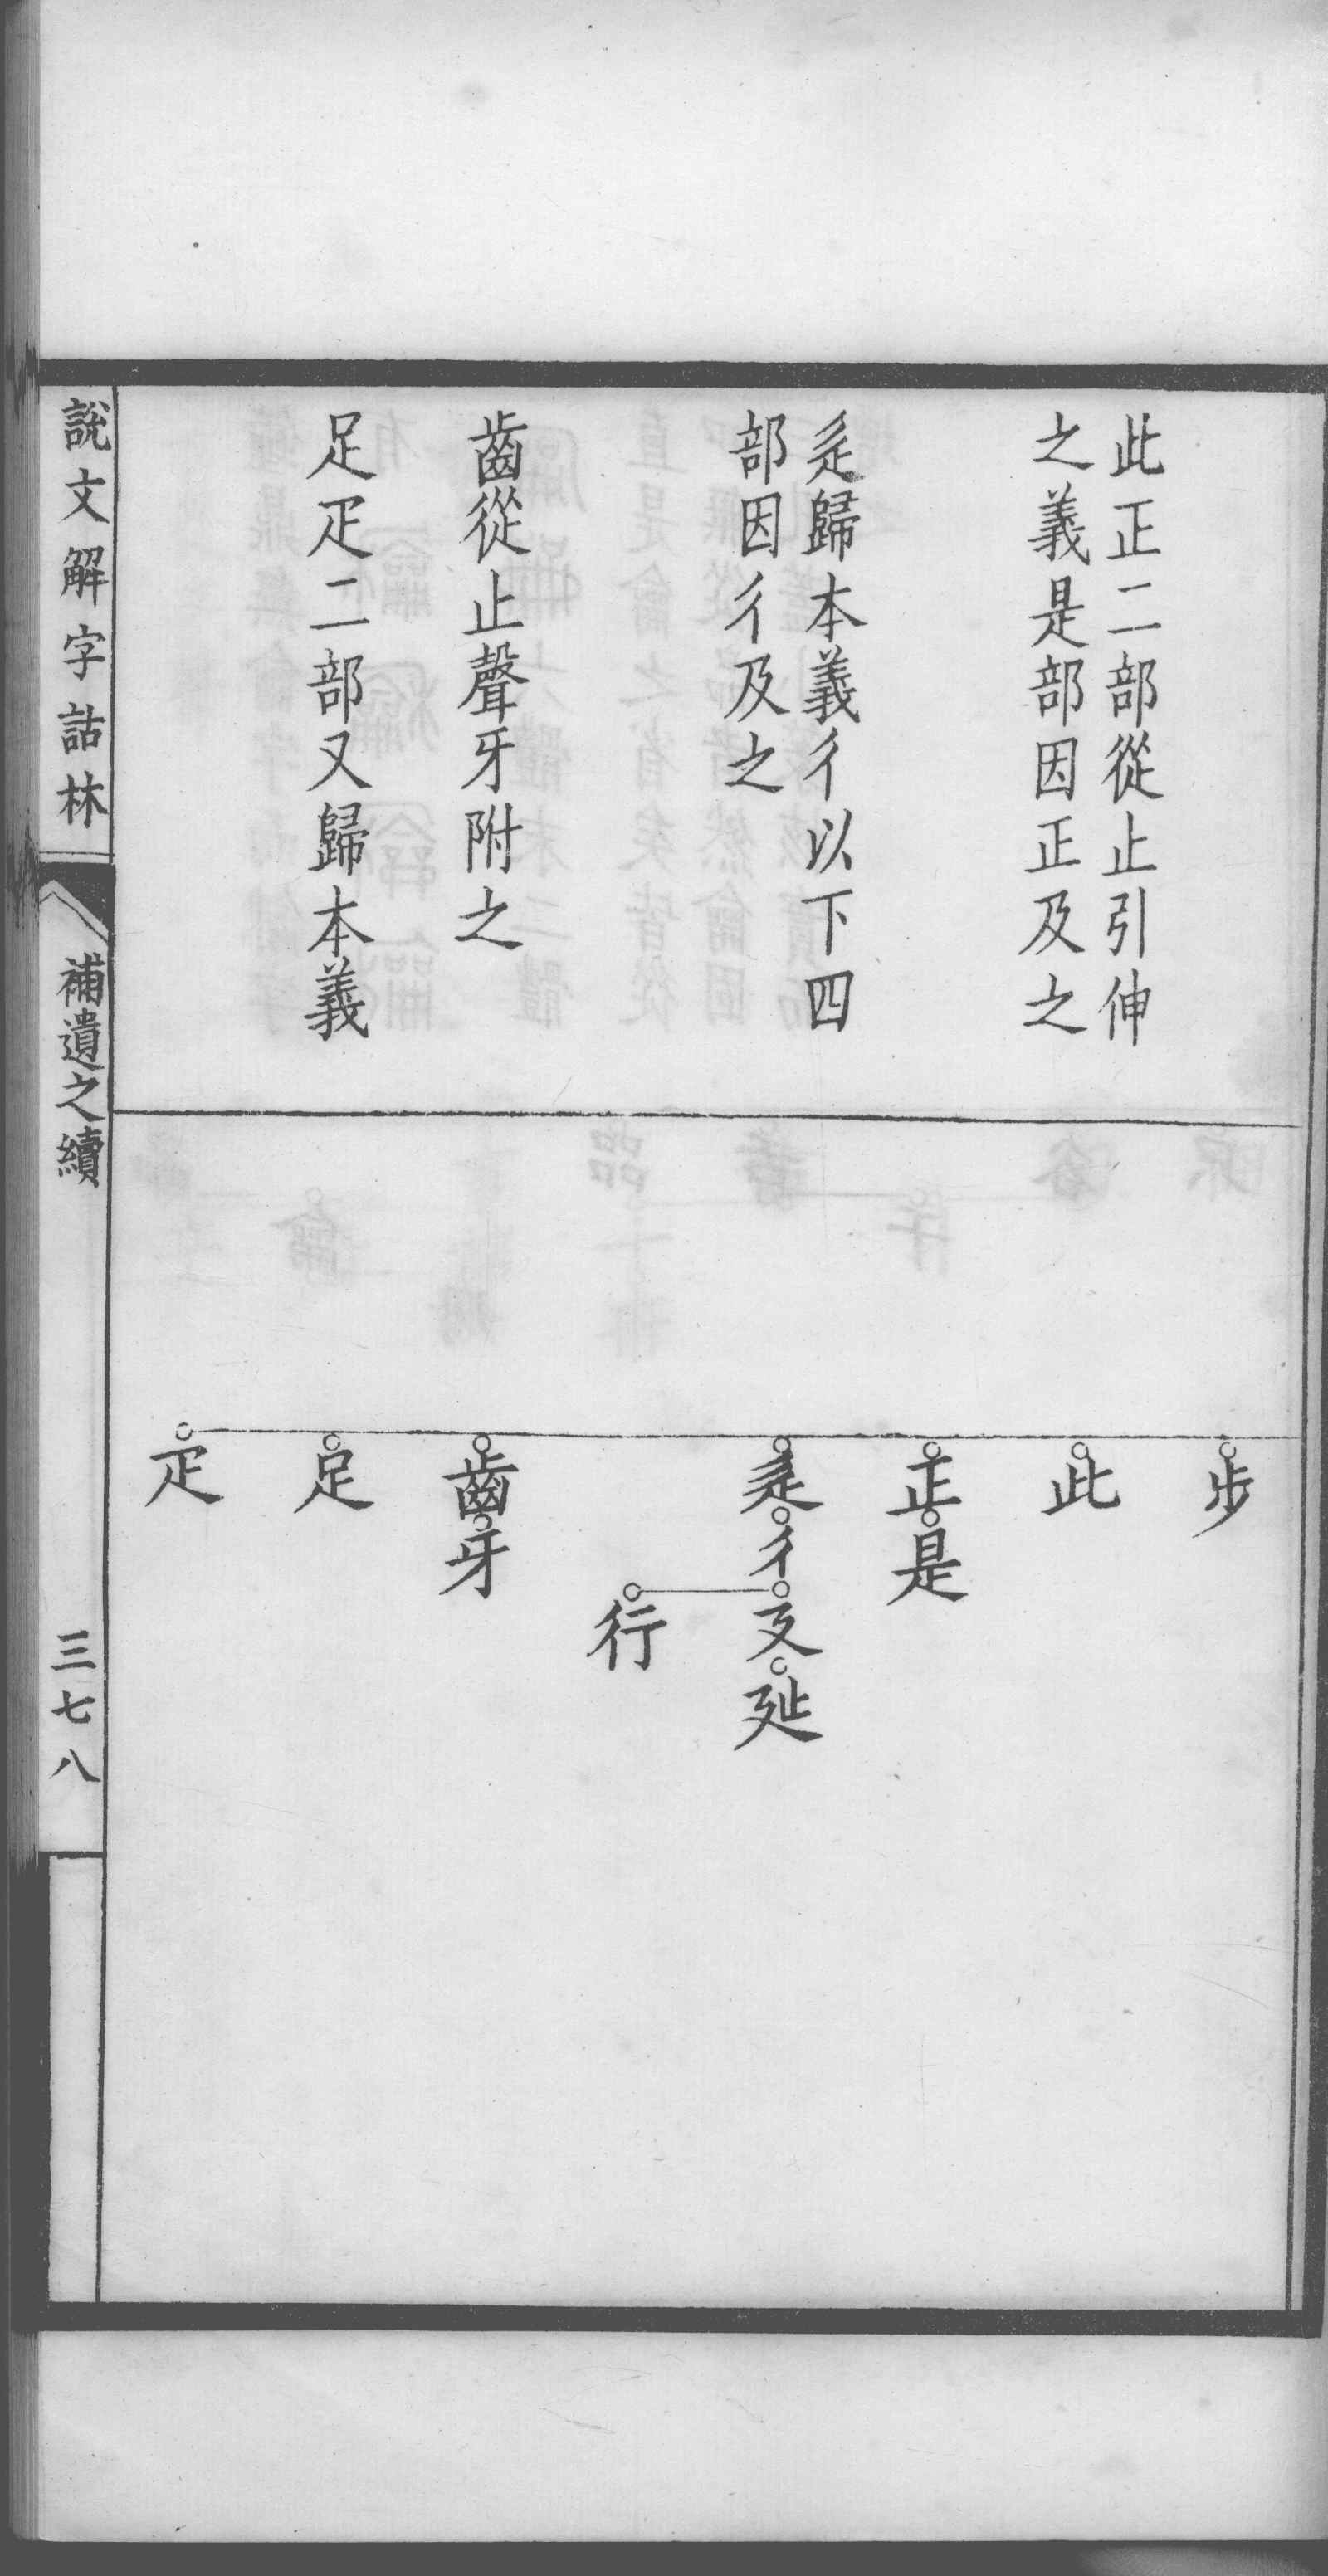 此正二部從止引伸
之義是部因正及之
辵歸本義彳以下四
部因彳及之
齒從止聲牙附之
足疋二部又歸本義
步
此
正是
辵彳廴㢟
行
齒牙
足
疋
說文解字詁林
補遺之續
三七八